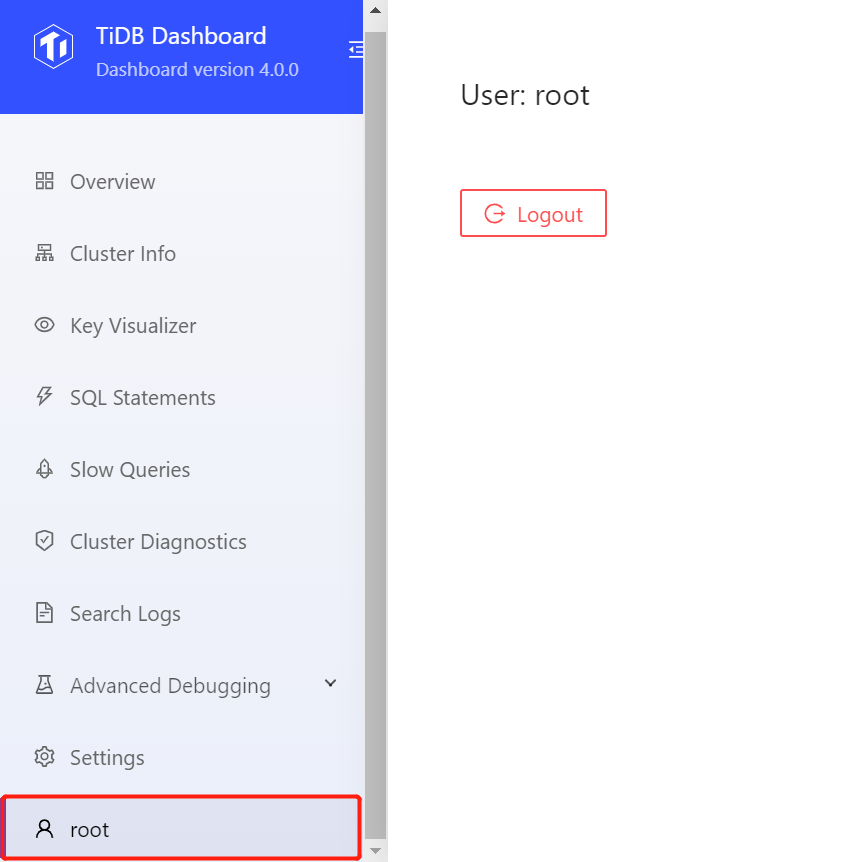 TiDB Dashboard
Dashboard version 4.0.0
Overview
Cluster Info
Key Visualizer
SQL Statements
Slow Queries
Cluster Diagnostics
Search Logs
Advanced Debugging
Settings
root
User: root
Logout